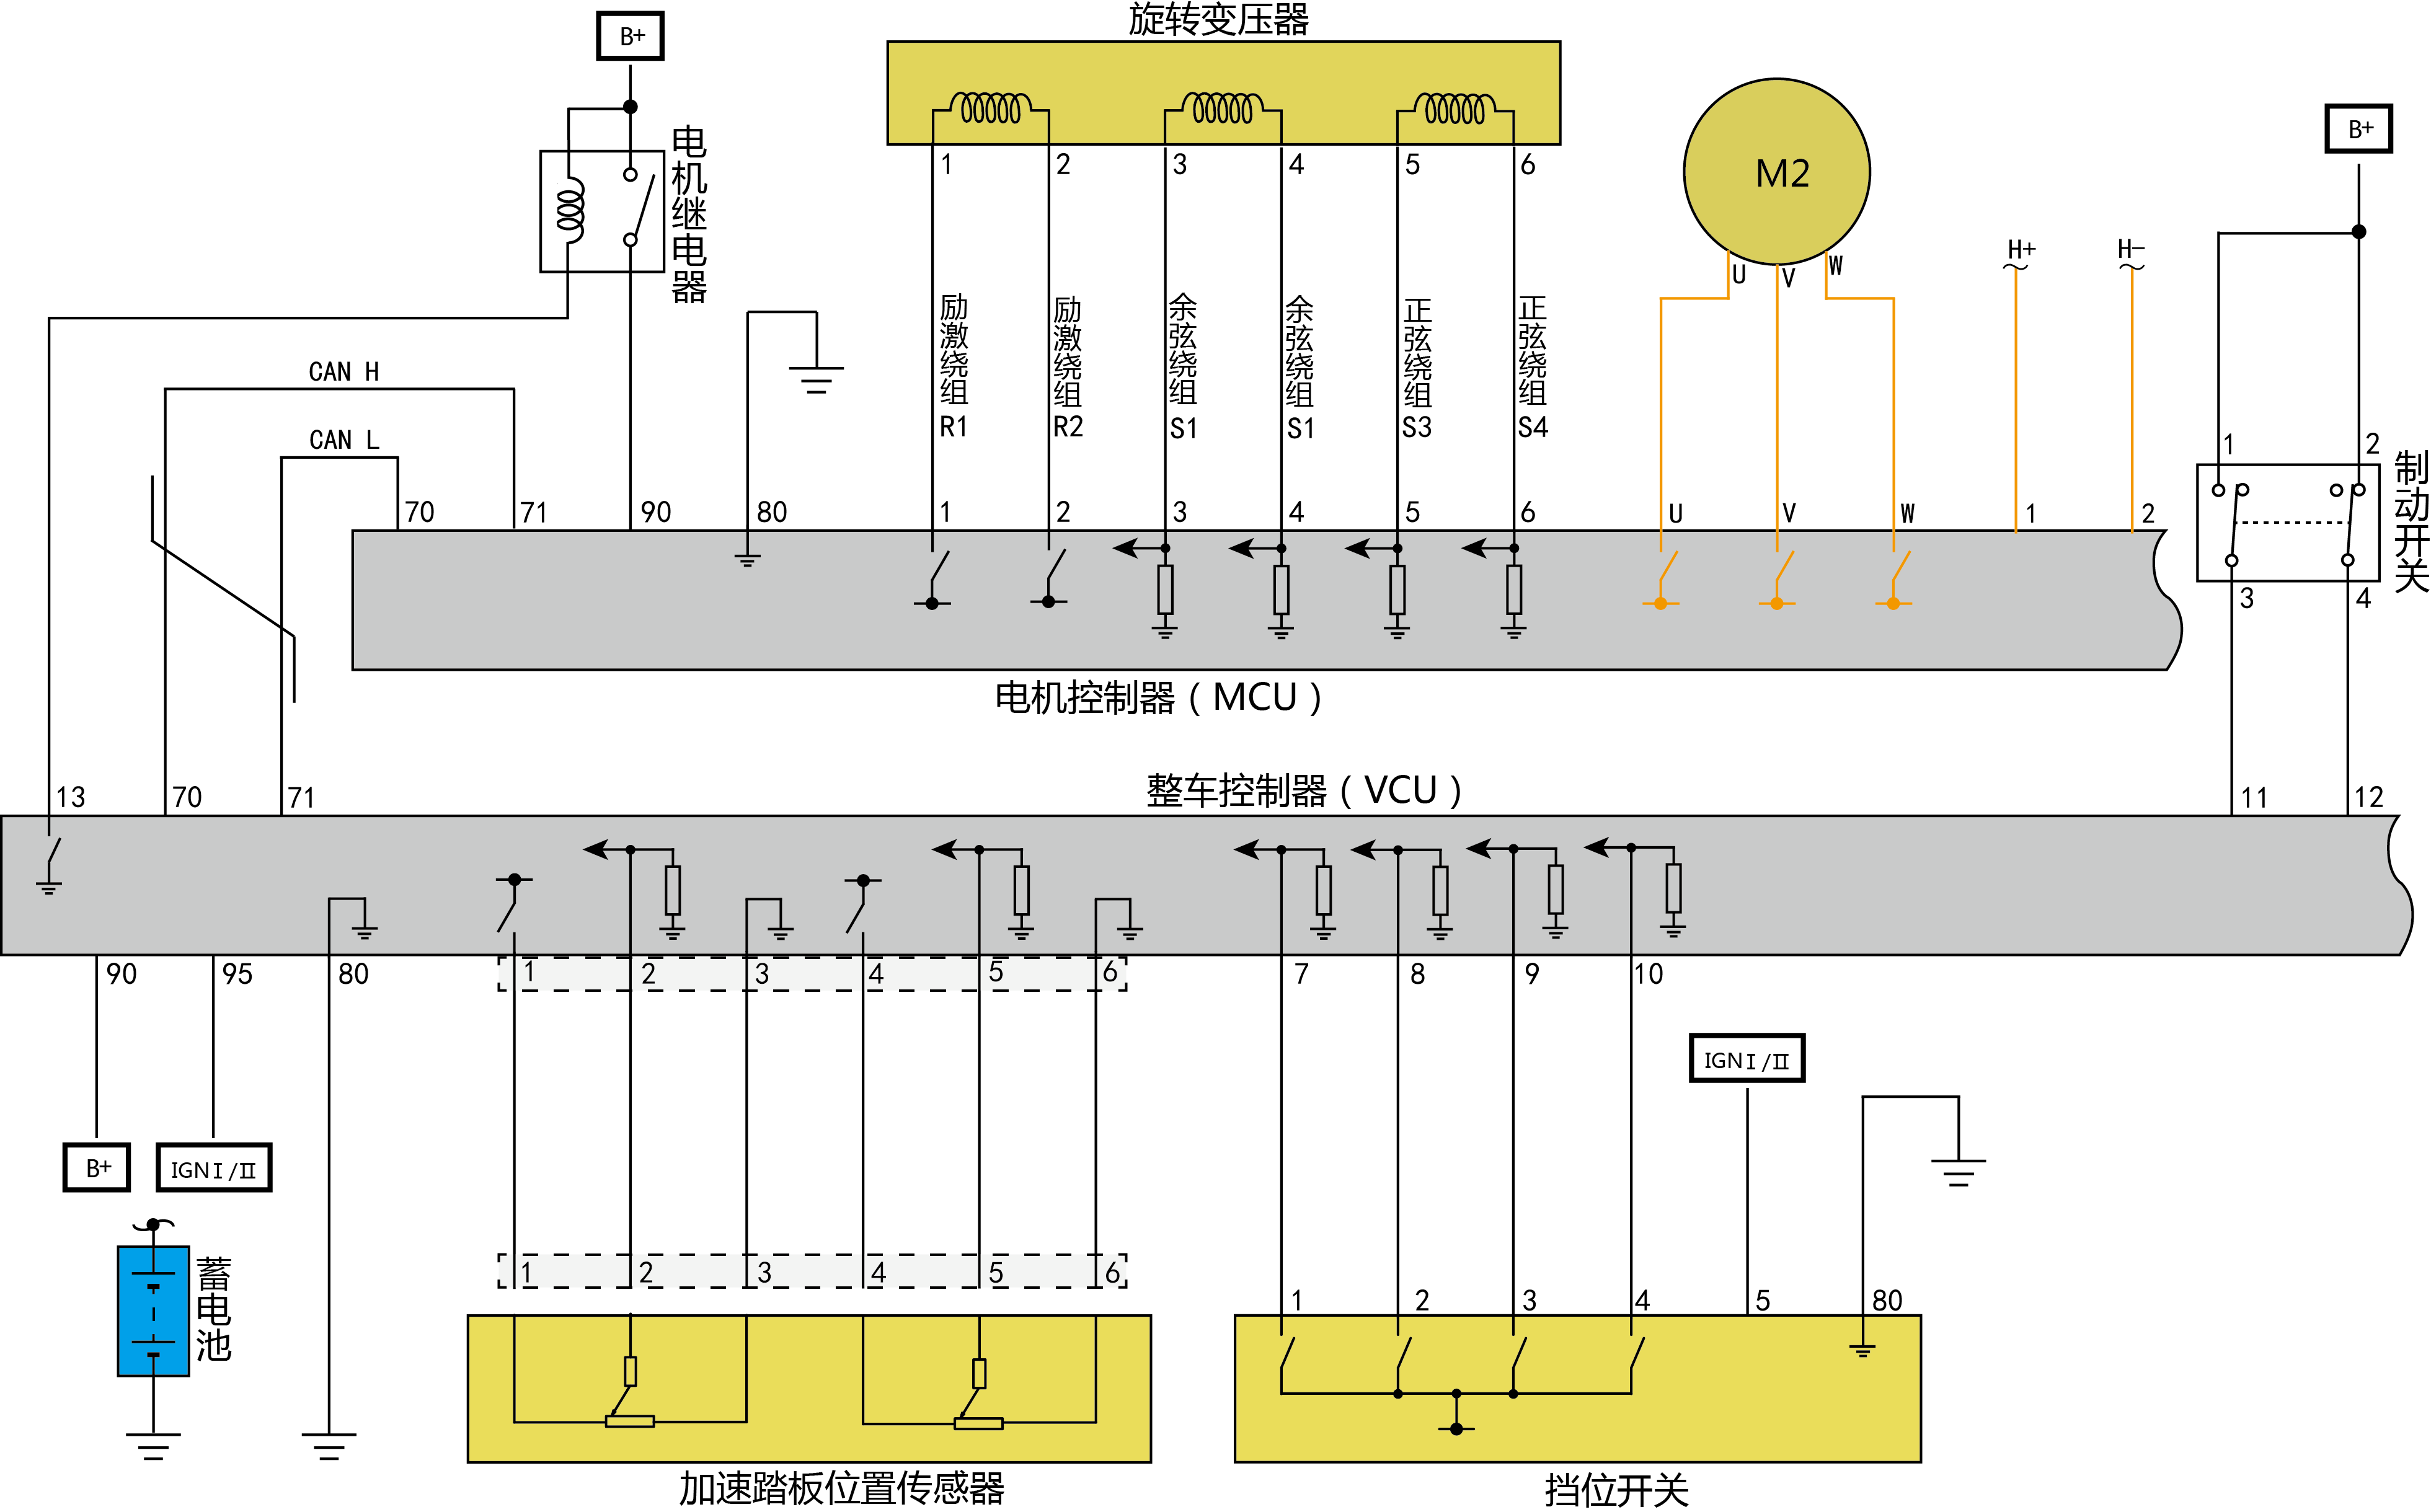 旋转变压器
B+
M2
B+
电机继电器
1 2 3 4 5 6
U V W
H+ H-
励激绕组R1
励激绕组R2
余弦绕组S1
余弦绕组S1
正弦绕组S3
正弦绕组S4
CAN H
CAN L
1 2
制动开关
70 71 90 80 1 2 3 4 5 6 U V W 1 2
3 4
电机控制器（MCU）
整车控制器（VCU）
13 70 71 11 12
90 95 80 1 2 3 4 5 6 7 8 9 10
IGN I/II
B+
IGN I/II
蓄电池
1 2 3 4 5 6
1 2 3 4 5 80
加速踏板位置传感器
挡位开关